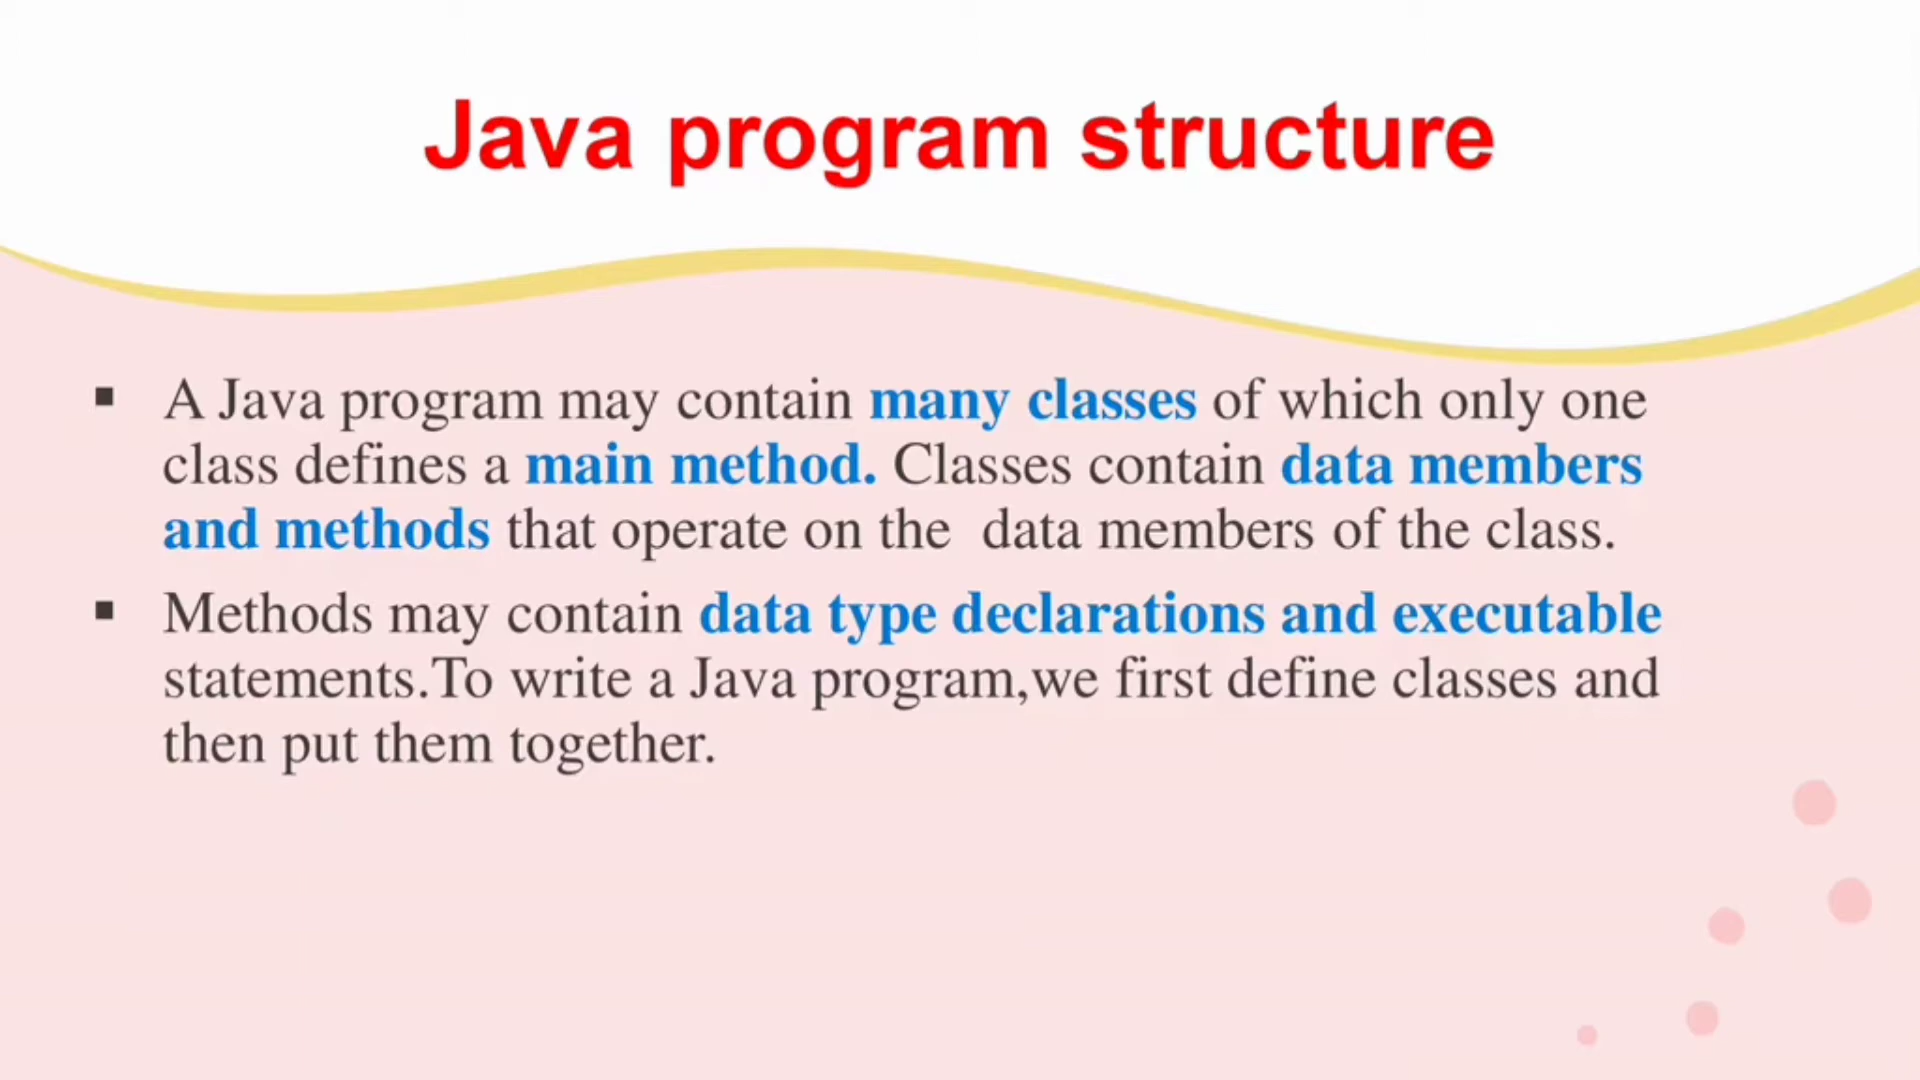 Java program structure
▪ A Java program may contain many classes of which only one
class defines a main method. Classes contain data members
and methods that operate on the  data members of the class.
▪ Methods may contain data type declarations and executable
statements.To write a Java program,we first define classes and
then put them together.